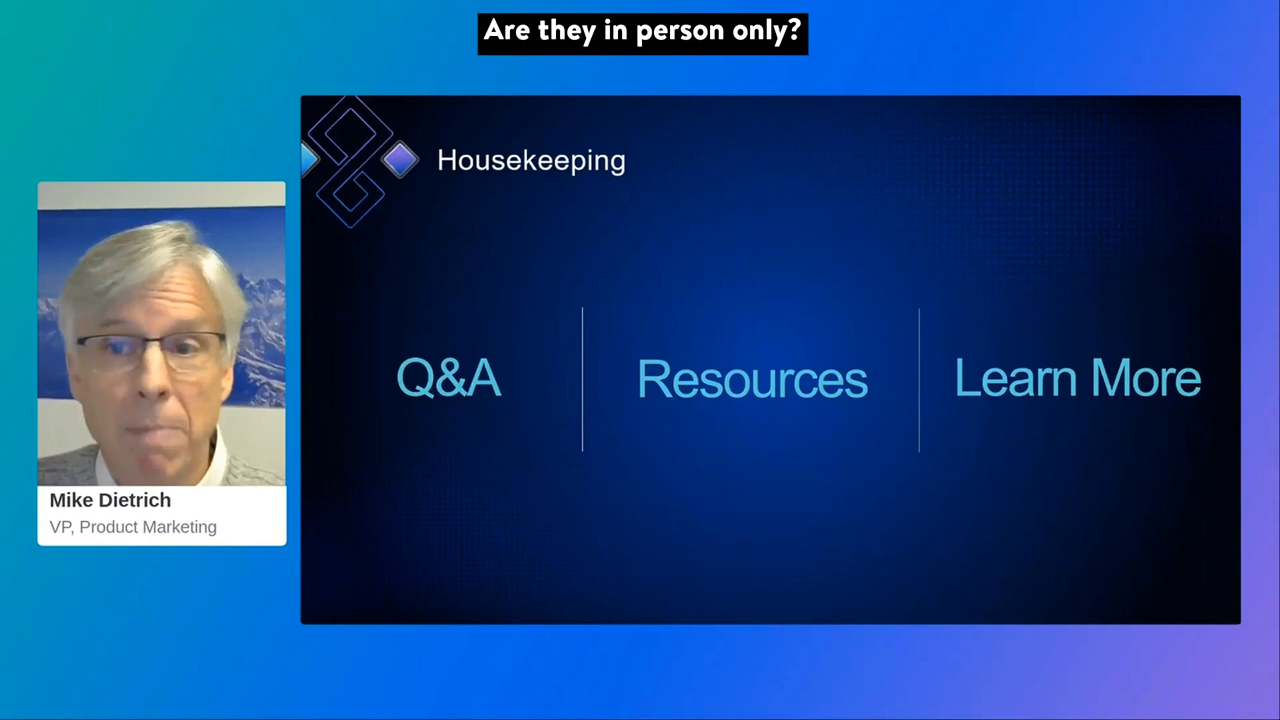 Are they in person only?
Housekeeping
Q&A
Resources
Learn More
Mike Dietrich
VP, Product Marketing